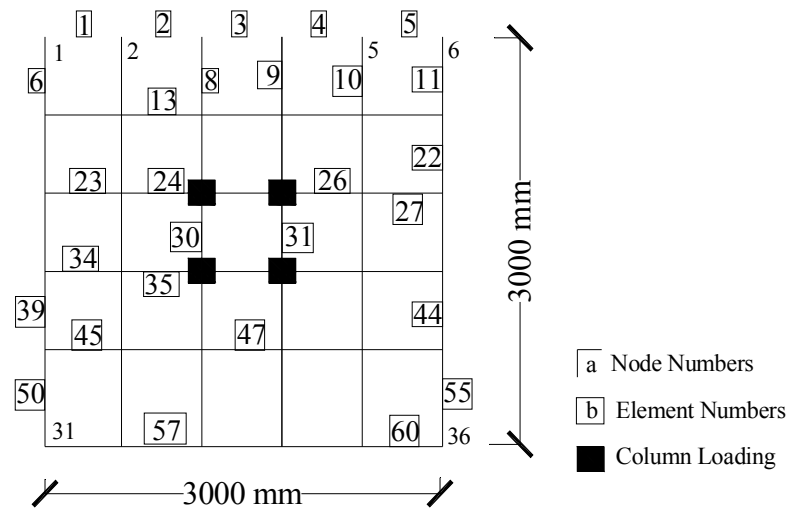 1 2 3 4 5
1 2 5 6
6 8 9 10 11
13
22
23 24 26
27
30 31
34
35
39 44
45 47
50 55
31 57 60 36
3000 mm
3000 mm
a Node Numbers
b Element Numbers
Column Loading